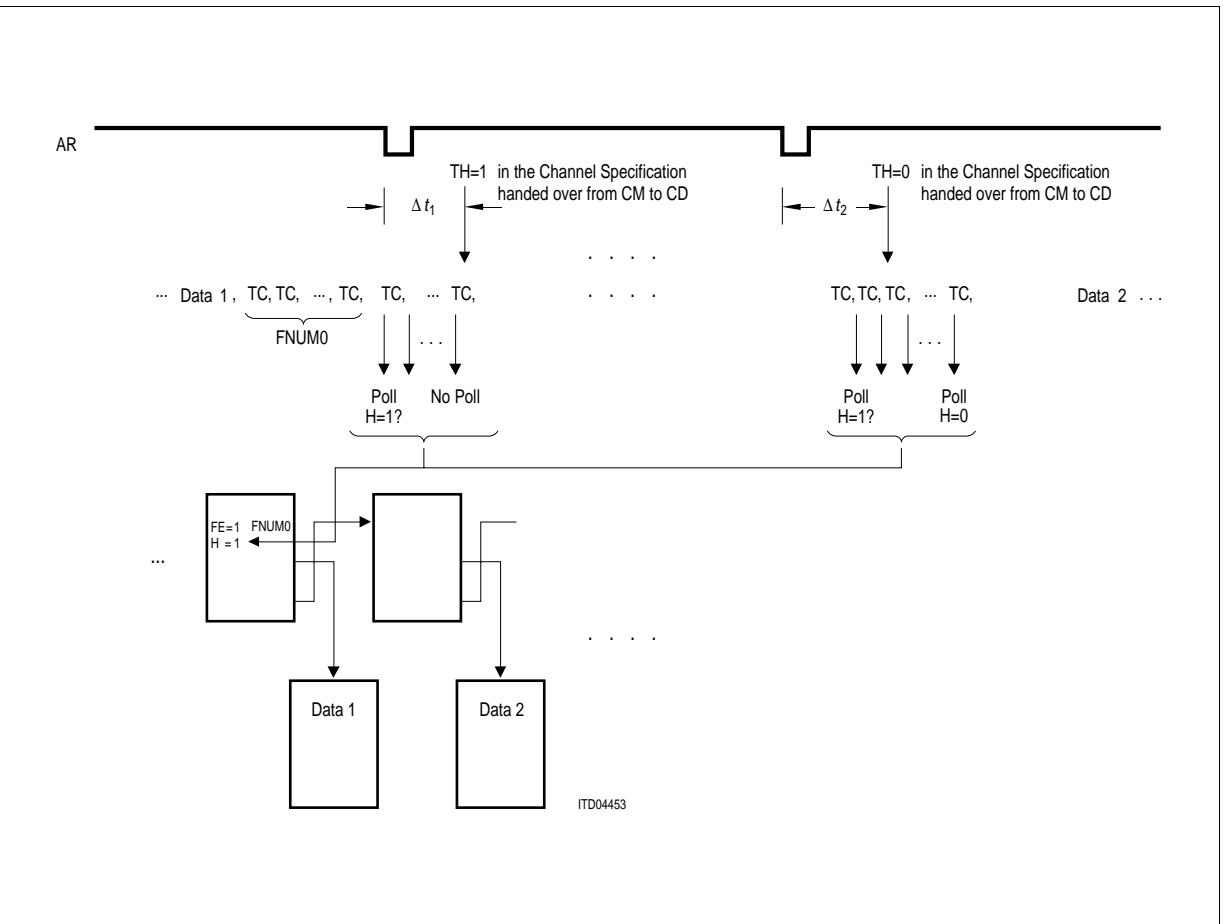 AR
TH=1 in the Channel Specification
handed over from CM to CD
TH=0 in the Channel Specification
handed over from CM to CD
Δt1
Δt2
. . . .
... Data 1, TC, TC, ..., TC, TC, ... TC,
. . . .
TC, TC, TC, ... TC,
Data 2 ...
FNUM0
...
...
Poll
H=1?
No Poll
Poll
H=1?
Poll
H=0
FE=1 FNUM0
H =1
...
. . . .
Data 1
Data 2
ITD04453